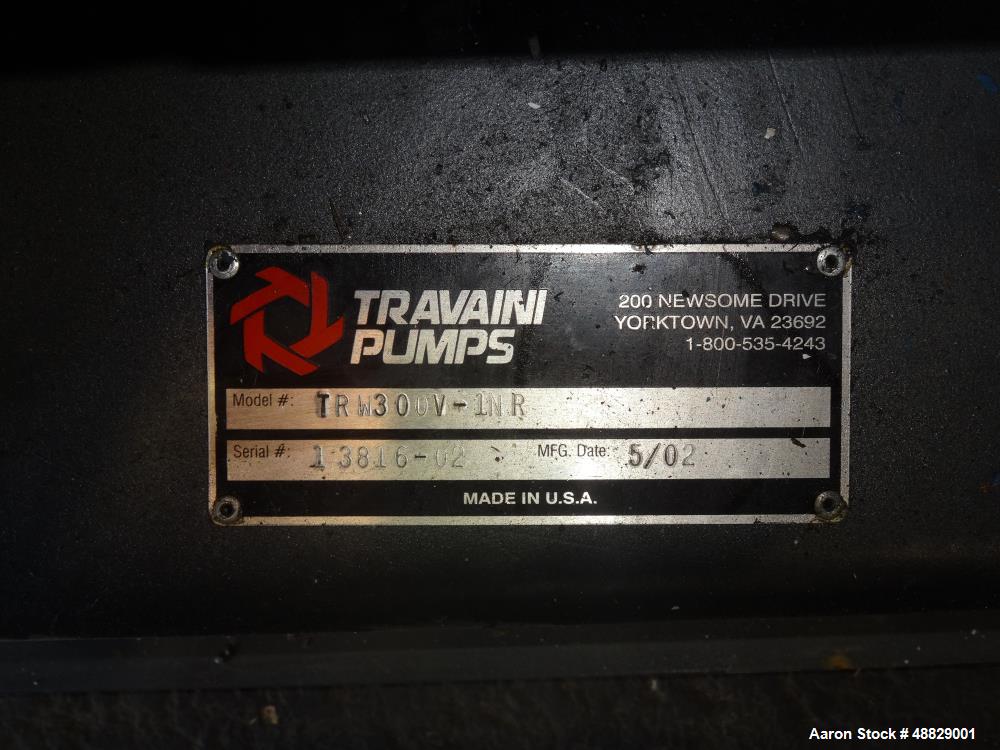 TRAVAINI
PUMPS
200 NEWSOME DRIVE
YORKTOWN, VA 23692
1-800-535-4243
Model #: TRW300V-1NR
Serial #: 13816-02 MFG. Date: 5/02
MADE IN U.S.A.
Aaron Stock # 48829001